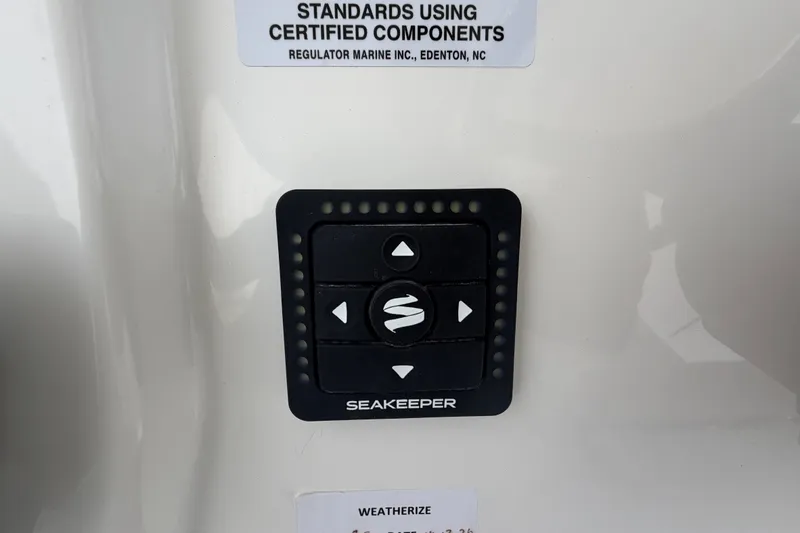 STANDARDS USING
CERTIFIED COMPONENTS
REGULATOR MARINE INC., EDENTON, NC
SEAKEEPER
WEATHERIZE